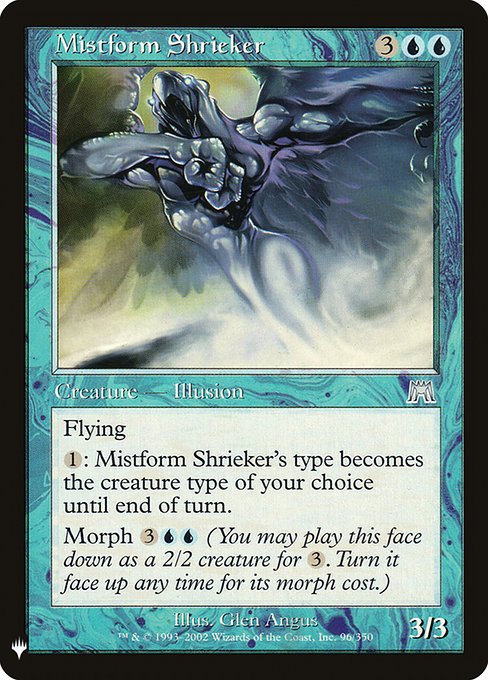 Mistform Shrieker 3
Creature — Illusion
Flying
1: Mistform Shrieker's type becomes
the creature type of your choice
until end of turn.
Morph 3 (You may play this face
down as a 2/2 creature for 3. Turn it
face up any time for its morph cost.)
Illus. Glen Angus
™ & © 1993–2002 Wizards of the Coast, Inc. 96/350
3/3